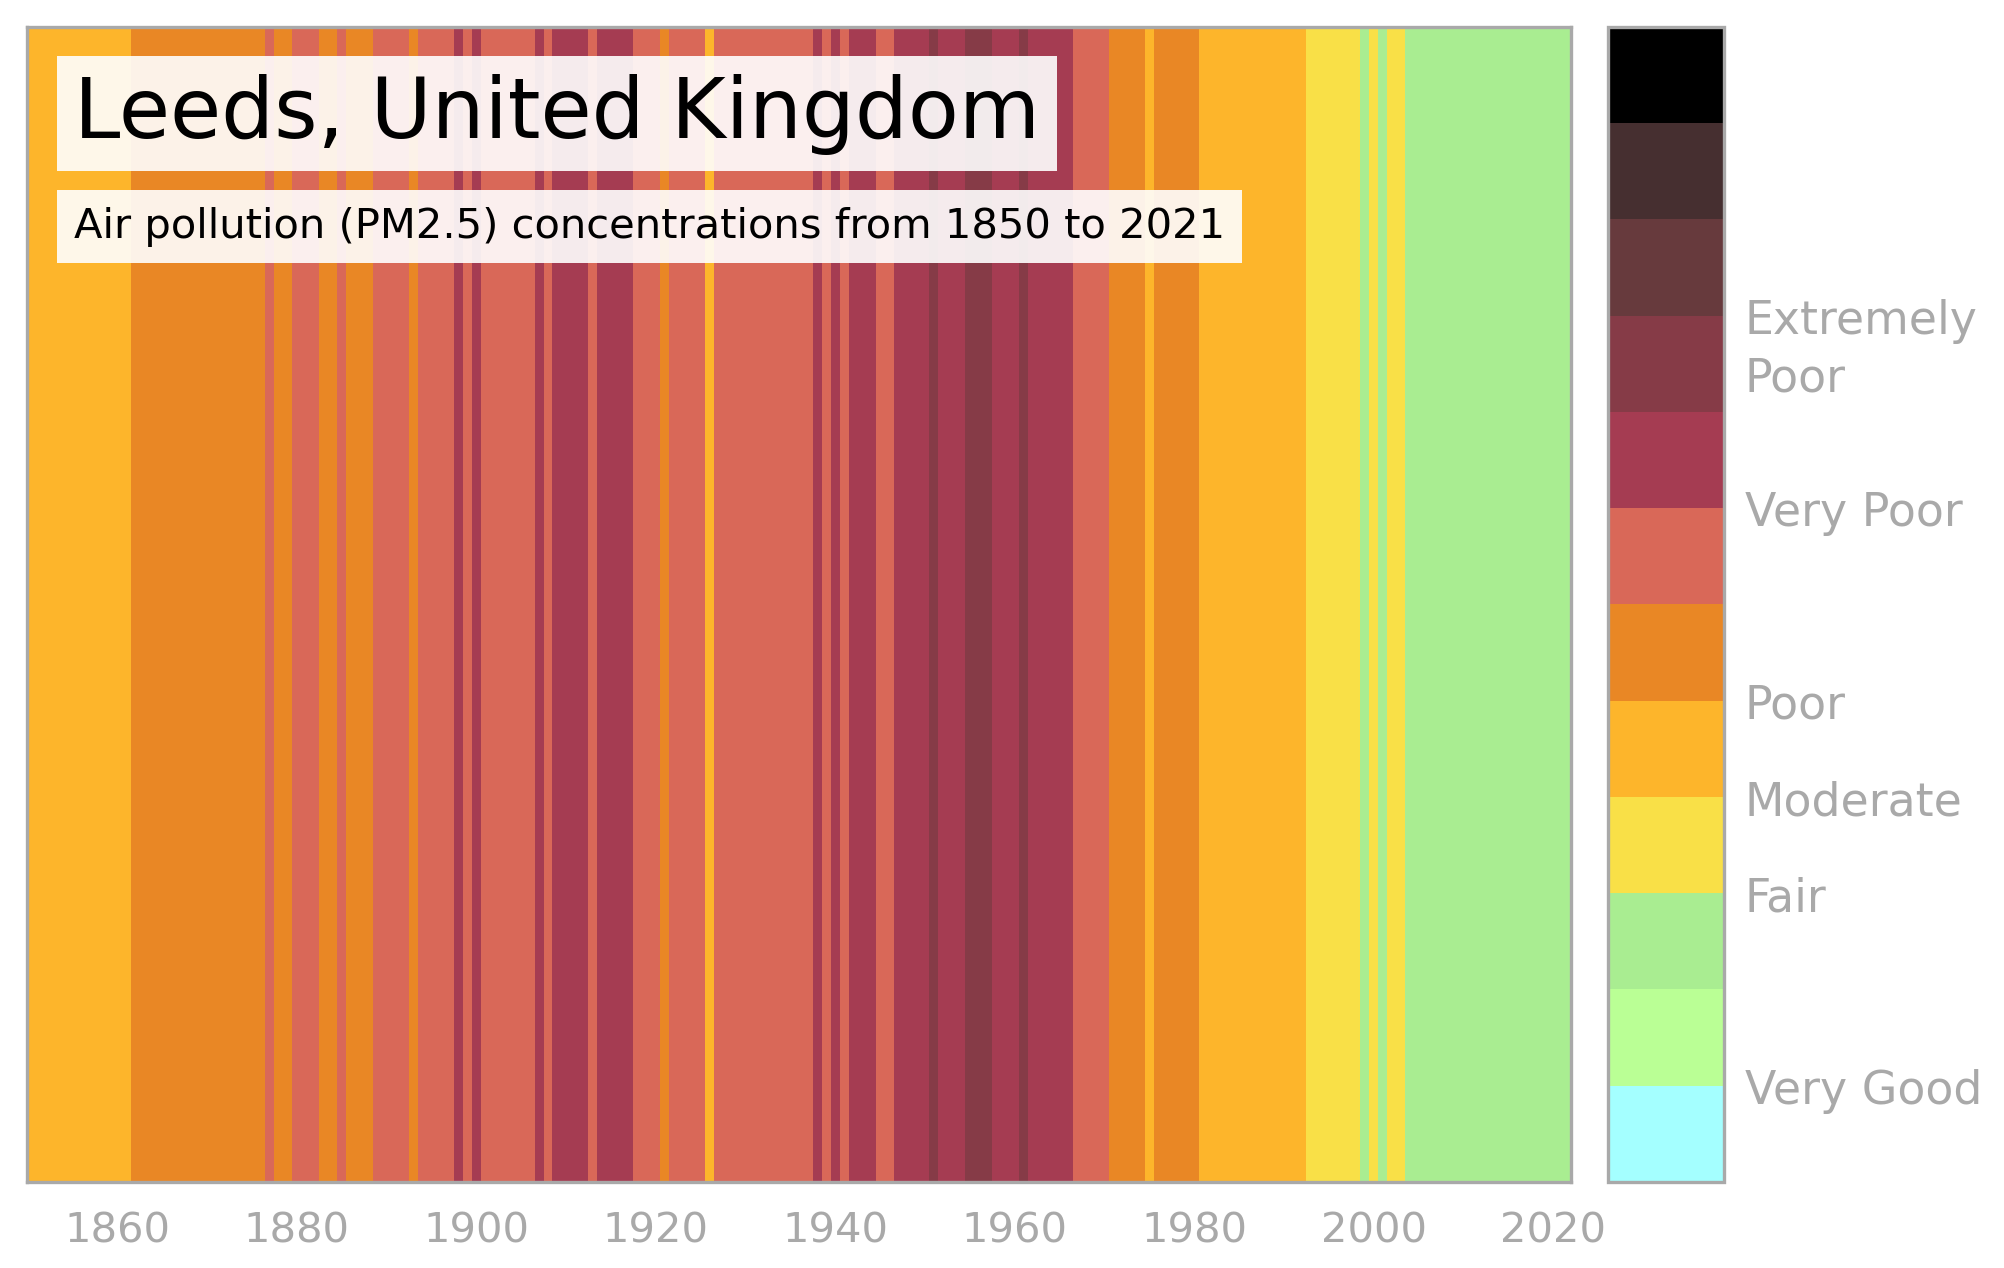 Leeds, United Kingdom
Air pollution (PM2.5) concentrations from 1850 to 2021
Extremely
Poor
Very Poor
Poor
Moderate
Fair
Very Good
1860 1880 1900 1920 1940 1960 1980 2000 2020